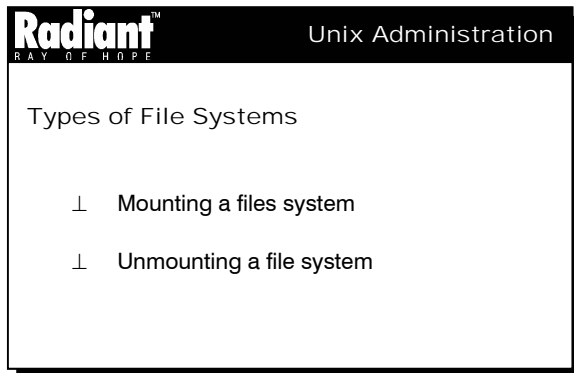 Radiant™
RAY OF HOPE
Unix Administration
Types of File Systems
⊥ Mounting a files system
⊥ Unmounting a file system